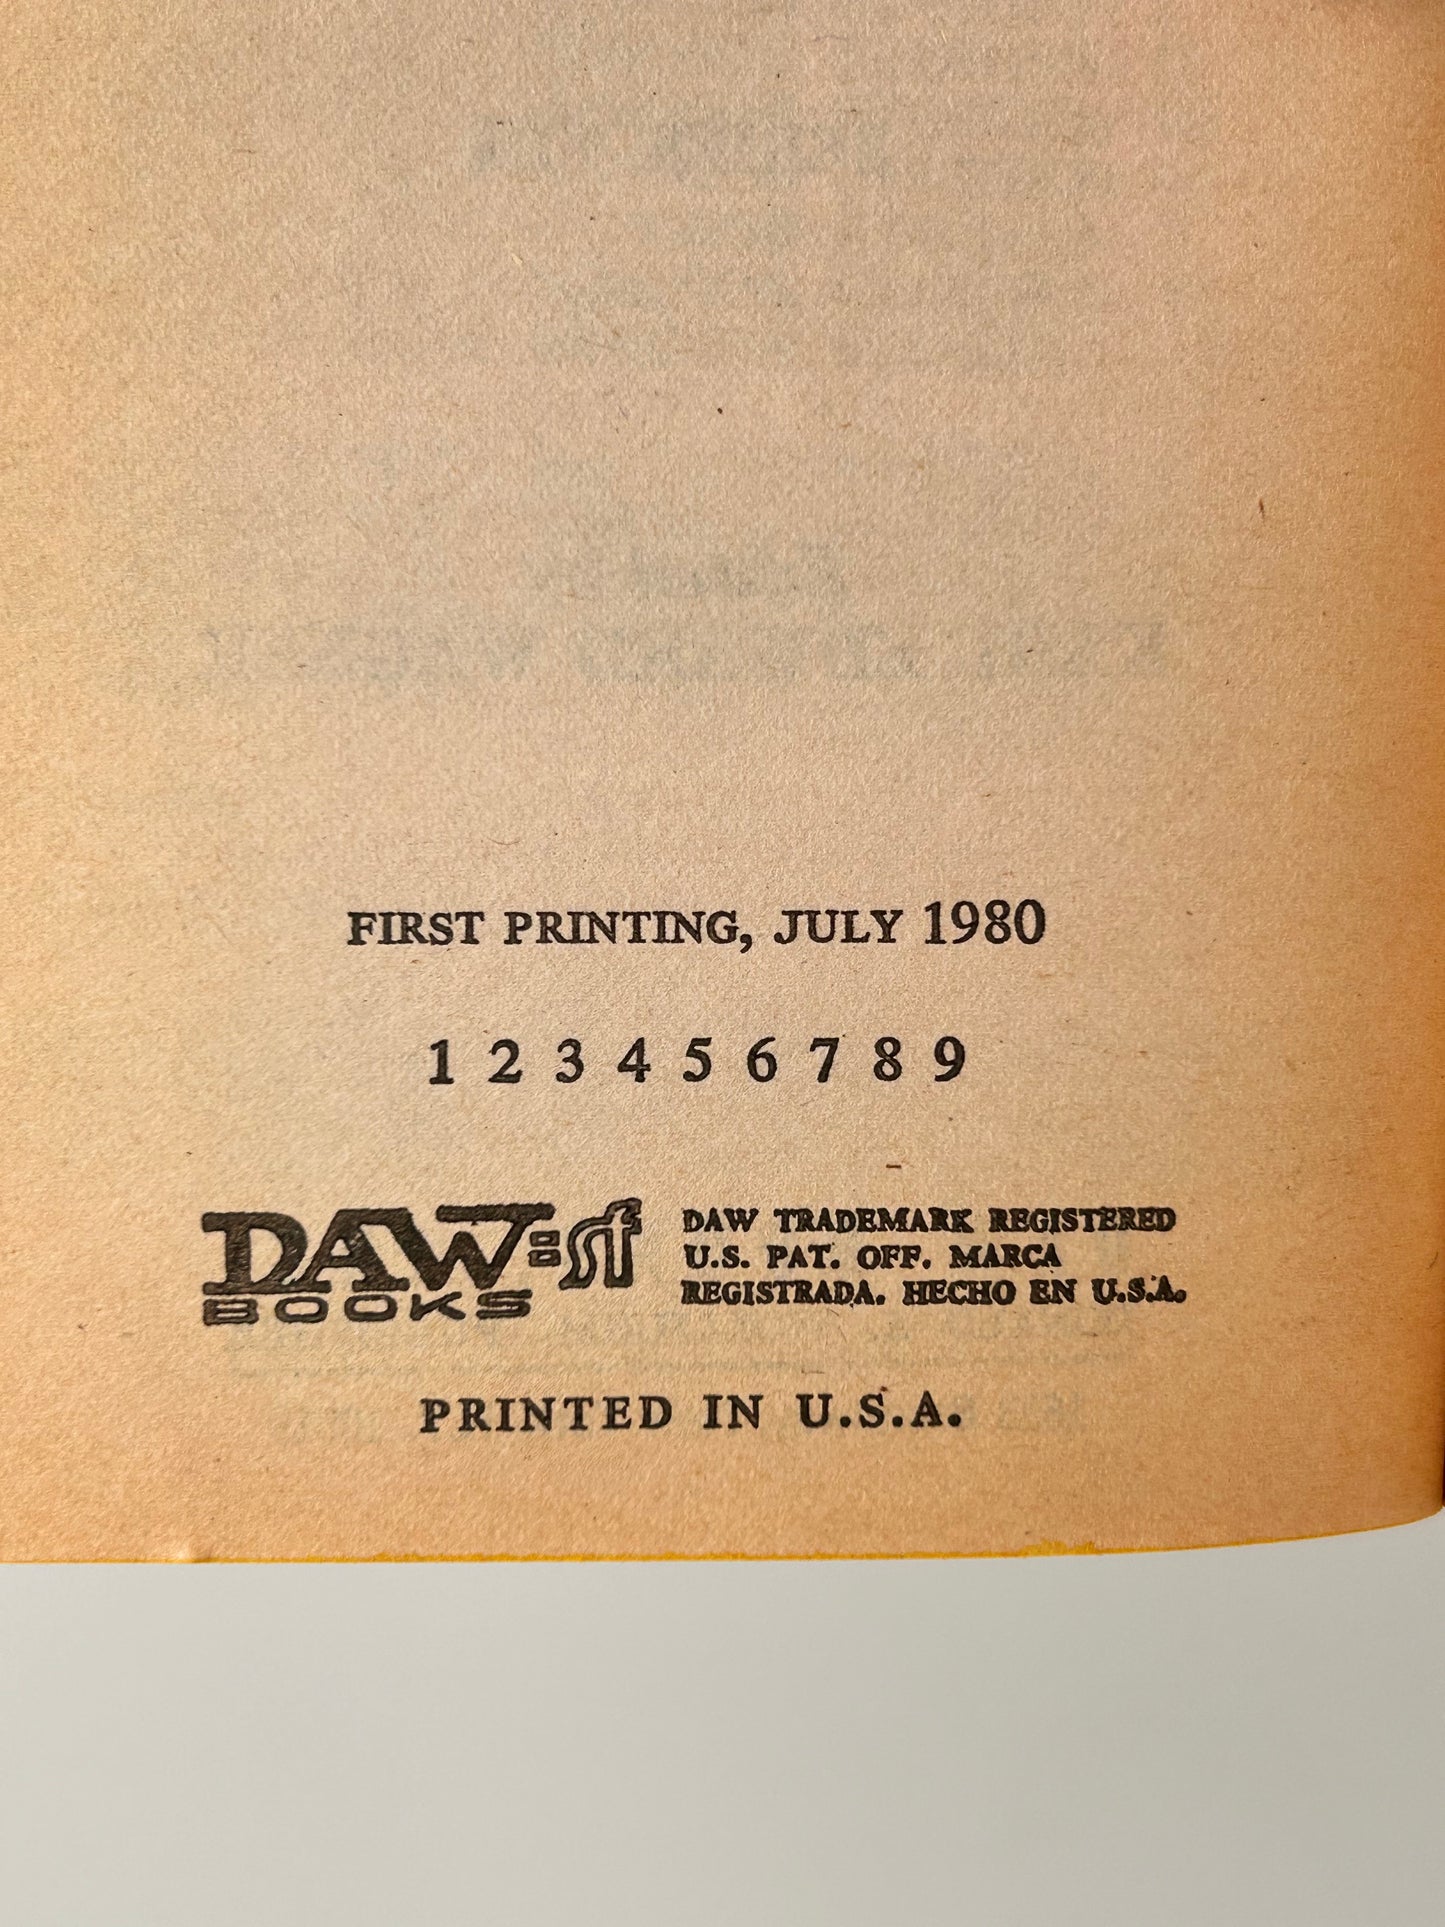 FIRST PRINTING, JULY 1980
1 2 3 4 5 6 7 8 9
DAW:sf
BOOKS
DAW TRADEMARK REGISTERED
U.S. PAT. OFF. MARCA
REGISTRADA. HECHO EN U.S.A.
PRINTED IN U.S.A.